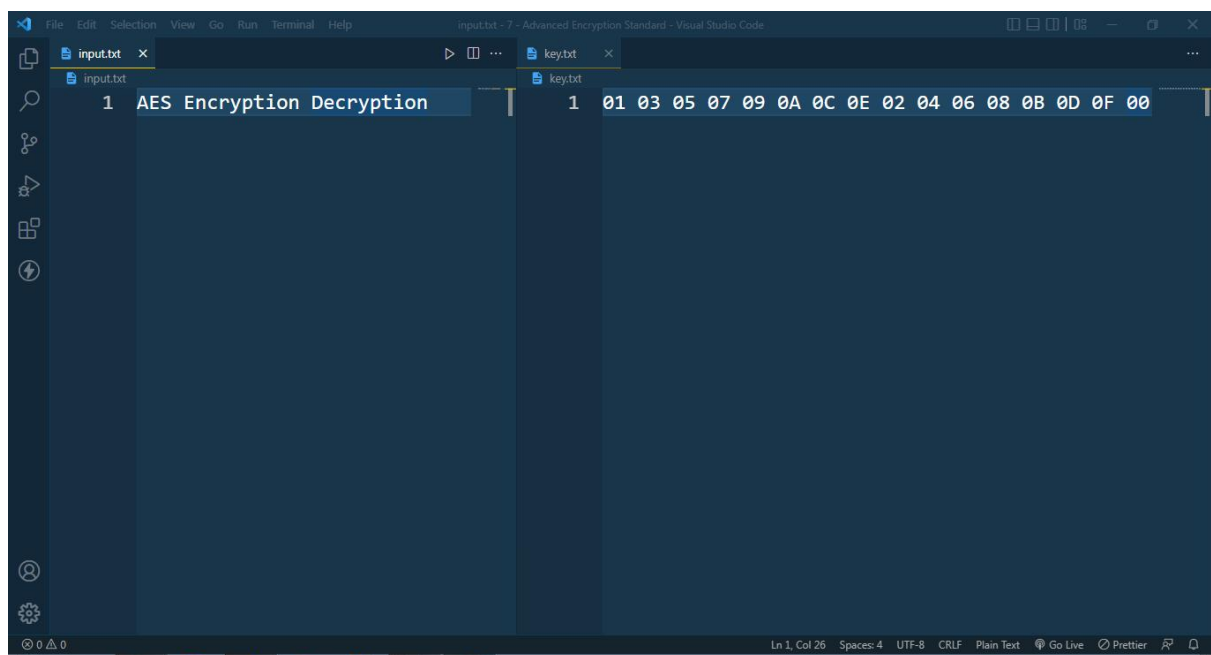 File Edit Selection View Go Run Terminal Help input.txt - 7 - Advanced Encryption Standard - Visual Studio Code
input.txt
key.txt
input.txt
key.txt
1 AES Encryption Decryption
1 01 03 05 07 09 0A 0C 0E 02 04 06 08 0B 0D 0F 00
0 0 Ln 1, Col 26 Spaces: 4 UTF-8 CRLF Plain Text Go Live Prettier